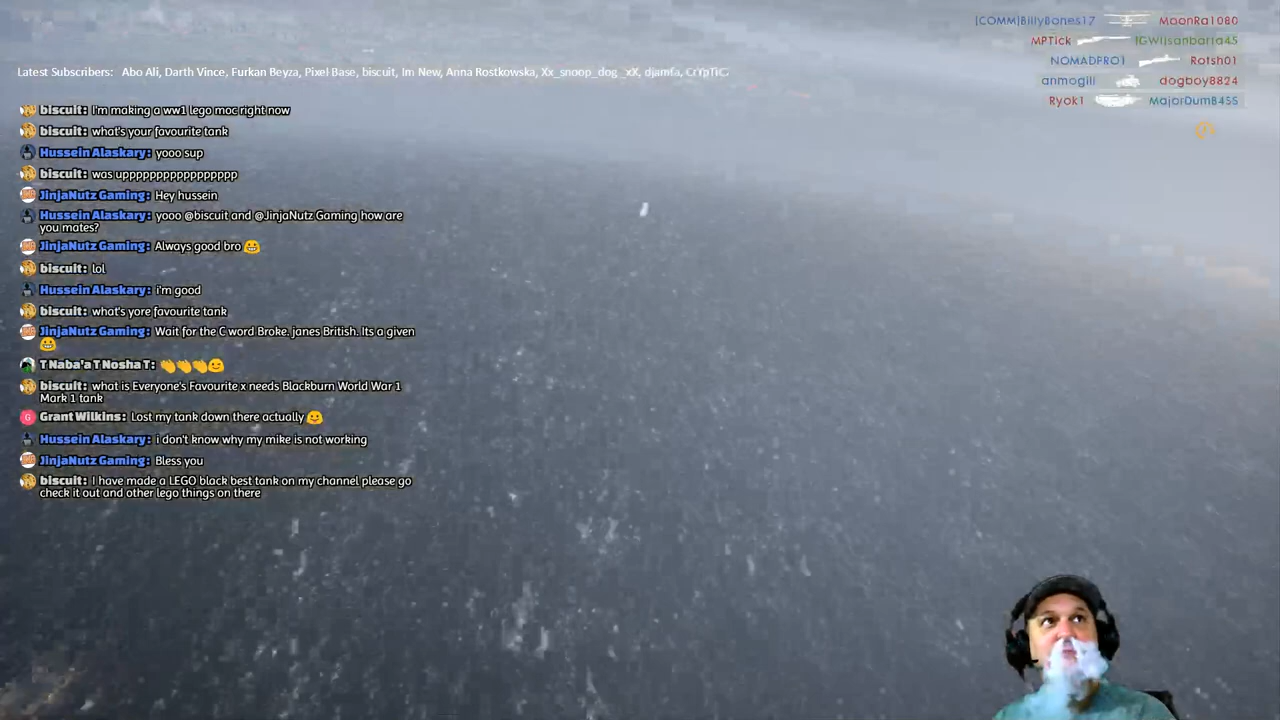 [COMM]BillyBones17 MoonRa1080
MPTick [GW]Isanbarra45
Latest Subscribers: Abo Ali, Darth Vince, Furkan Beyza, Pixel Base, biscuit, Im New, Anna Rostkowska, Xx_snoop_dog_xX, djamfa, CrYpTiC
NOMADPRO1 Rotsh01
anmogill dogboy8824
Ryok1 MajorDumB4SS
biscuit: I'm making a ww1 lego moc right now
biscuit: what's your favourite tank
Hussein Alaskary: yooo sup
biscuit: was upppppppppppppppp
JinjaNutz Gaming: Hey hussein
Hussein Alaskary: yooo @biscuit and @JinjaNutz Gaming how are
you mates?
JinjaNutz Gaming: Always good bro 😀
biscuit: lol
Hussein Alaskary: i'm good
biscuit: what's yore favourite tank
JinjaNutz Gaming: Wait for the C word Broke. janes British. Its a given
😀
T Naba'a T Nosha T: 👏👏👏🙂
biscuit: what is Everyone's Favourite x needs Blackburn World War 1
Mark 1 tank
G Grant Wilkins: Lost my tank down there actually 🙂
Hussein Alaskary: i don't know why my mike is not working
JinjaNutz Gaming: Bless you
biscuit: I have made a LEGO black best tank on my channel please go
check it out and other lego things on there